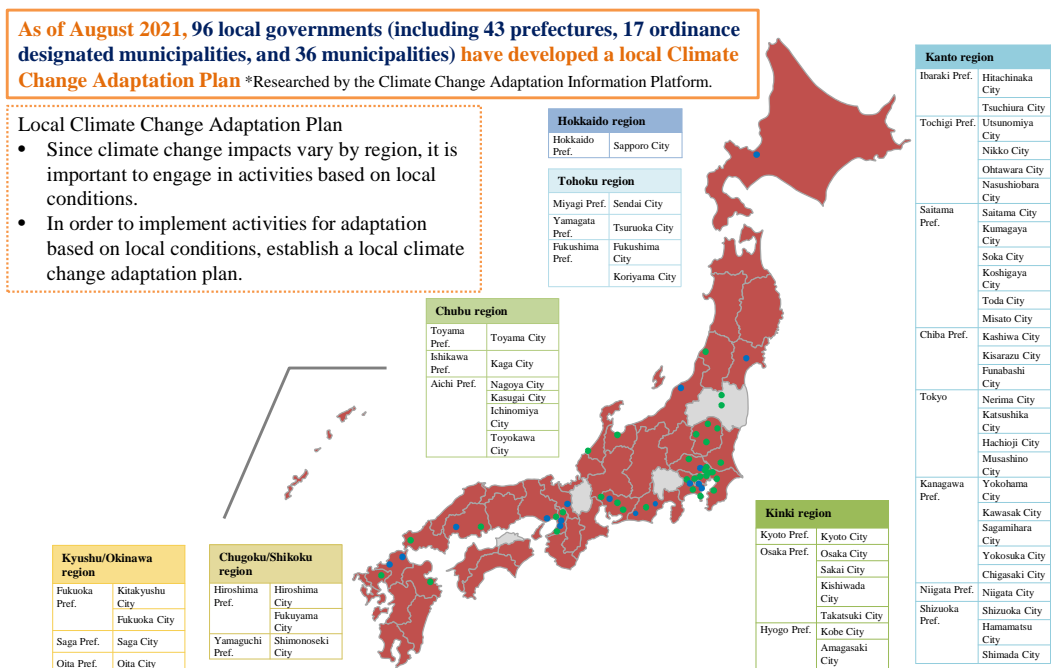 As of August 2021, 96 local governments (including 43 prefectures, 17 ordinance
designated municipalities, and 36 municipalities) have developed a local Climate
Change Adaptation Plan *Researched by the Climate Change Adaptation Information Platform.
Local Climate Change Adaptation Plan
• Since climate change impacts vary by region, it is
important to engage in activities based on local
conditions.
• In order to implement activities for adaptation
based on local conditions, establish a local climate
change adaptation plan.
Hokkaido region
Hokkaido
Pref.
Sapporo City
Tohoku region
Miyagi Pref.
Sendai City
Yamagata
Pref.
Tsuruoka City
Fukushima
Pref.
Fukushima
City
Koriyama City
Chubu region
Toyama
Pref.
Toyama City
Ishikawa
Pref.
Kaga City
Aichi Pref.
Nagoya City
Kasugai City
Ichinomiya
City
Toyokawa
City
Kyushu/Okinawa
region
Fukuoka
Pref.
Kitakyushu
City
Fukuoka City
Saga Pref.
Saga City
Oita Pref.
Oita City
Chugoku/Shikoku
region
Hiroshima
Pref.
Hiroshima
City
Fukuyama
City
Yamaguchi
Pref.
Shimonoseki
City
Kinki region
Kyoto Pref.
Kyoto City
Osaka Pref.
Osaka City
Sakai City
Kishiwada
City
Takatsuki City
Hyogo Pref.
Kobe City
Amagasaki
City
Kanto region
Ibaraki Pref.
Hitachinaka
City
Tsuchiura City
Tochigi Pref.
Utsunomiya
City
Nikko City
Ohtawara City
Nasushiobara
City
Saitama
Pref.
Saitama City
Kumagaya
City
Soka City
Koshigaya
City
Toda City
Misato City
Chiba Pref.
Kashiwa City
Kisarazu City
Funabashi
City
Tokyo
Nerima City
Katsushika
City
Hachioji City
Musashino
City
Kanagawa
Pref.
Yokohama
City
Kawasak City
Sagamihara
City
Yokosuka City
Chigasaki City
Niigata Pref.
Niigata City
Shizuoka
Pref.
Shizuoka City
Hamamatsu
City
Shimada City